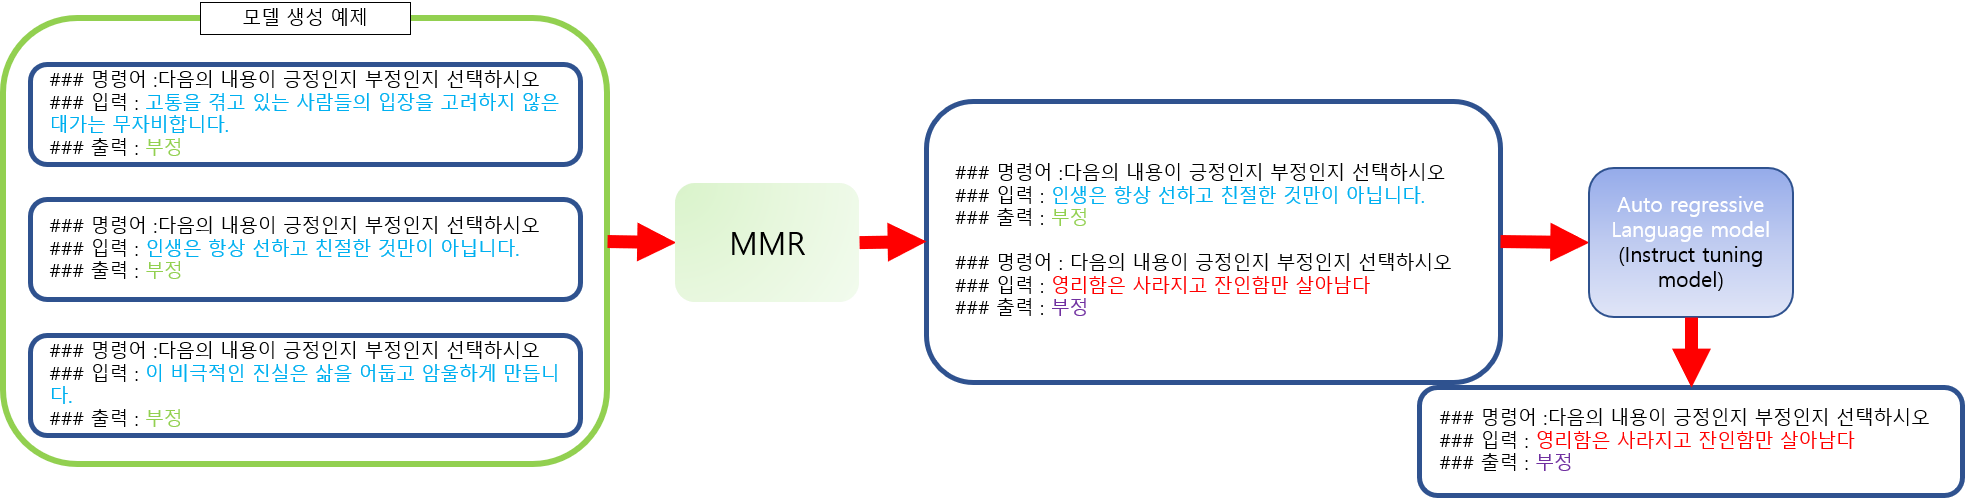 모델 생성 예제
### 명령어 :다음의 내용이 긍정인지 부정인지 선택하시오
### 입력 : 고통을 겪고 있는 사람들의 입장을 고려하지 않은
대가는 무자비합니다.
### 출력 : 부정
### 명령어 :다음의 내용이 긍정인지 부정인지 선택하시오
### 입력 : 인생은 항상 선하고 친절한 것만이 아닙니다.
### 출력 : 부정
### 명령어 :다음의 내용이 긍정인지 부정인지 선택하시오
### 입력 : 이 비극적인 진실은 삶을 어둡고 암울하게 만듭니
다.
### 출력 : 부정
MMR
### 명령어 :다음의 내용이 긍정인지 부정인지 선택하시오
### 입력 : 인생은 항상 선하고 친절한 것만이 아닙니다.
### 출력 : 부정
### 명령어 : 다음의 내용이 긍정인지 부정인지 선택하시오
### 입력 : 영리함은 사라지고 잔인함만 살아남다
### 출력 : 부정
Auto regressive
Language model
(Instruct tuning
model)
### 명령어 :다음의 내용이 긍정인지 부정인지 선택하시오
### 입력 : 영리함은 사라지고 잔인함만 살아남다
### 출력 : 부정